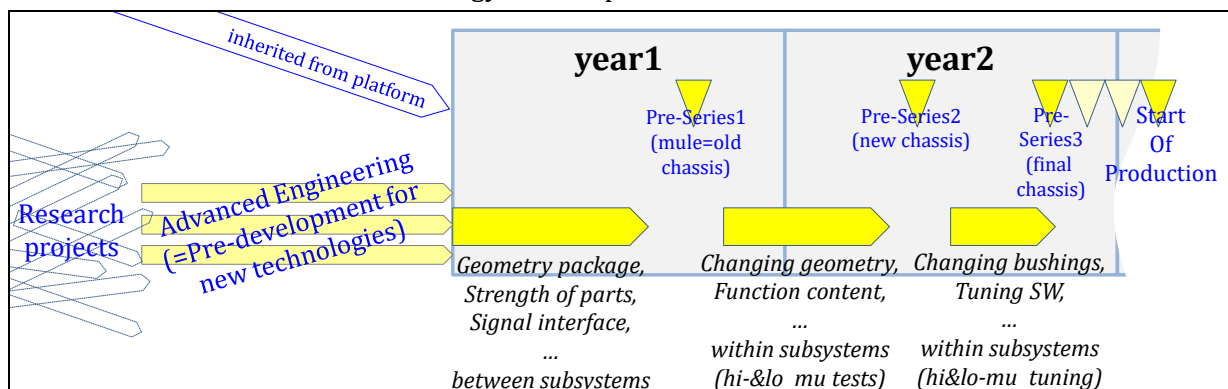 inherited from platform
year1
year2
Pre-Series1
(mule=old
chassis)
Pre-Series2
(new chassis)
Pre-
Series3
(final
chassis)
Start
Of
Production
Research
projects
Advanced Engineering
(=Pre-development for
new technologies)
Geometry package,
Strength of parts,
Signal interface,
...
between subsystems
Changing geometry,
Function content,
...
within subsystems
(hi-&lo mu tests)
Changing bushings,
Tuning SW,
...
within subsystems
(hi&lo-mu tuning)